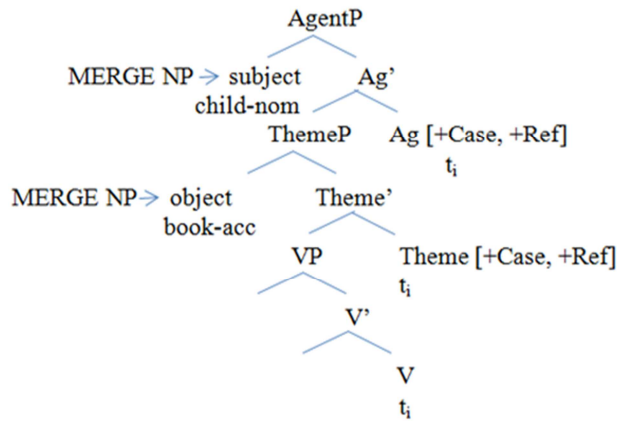 AgentP
MERGE NP → subject Ag’
child-nom
ThemeP Ag [+Case, +Ref]
tᵢ
MERGE NP → object Theme’
book-acc
VP Theme [+Case, +Ref]
tᵢ
V’
V
tᵢ